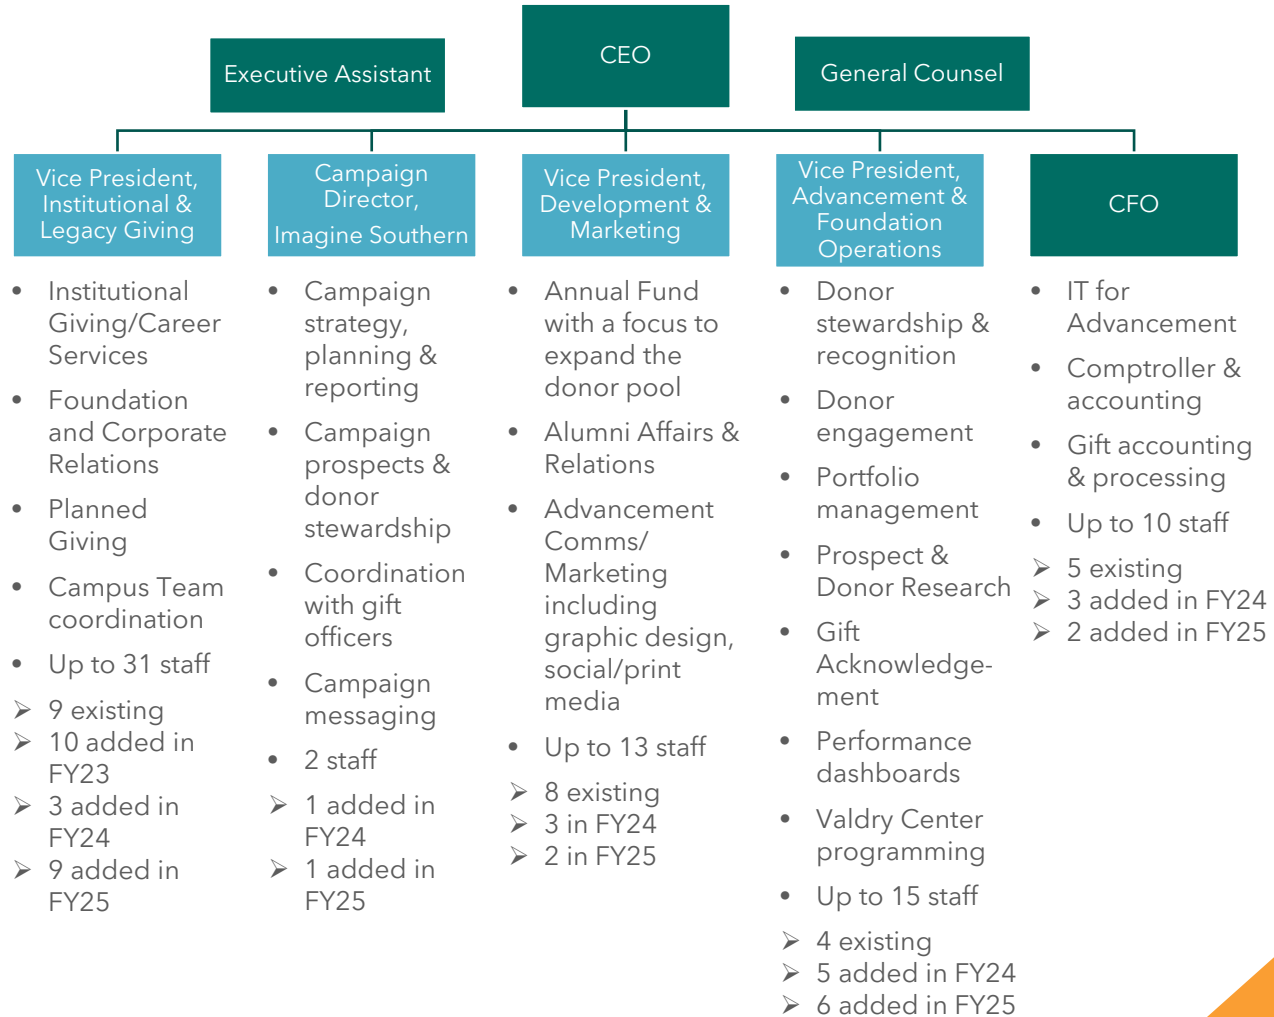 CEO
Executive Assistant
General Counsel
Vice President,
Institutional &
Legacy Giving
Campaign
Director,
Imagine Southern
Vice President,
Development &
Marketing
Vice President,
Advancement &
Foundation
Operations
CFO
• Institutional
Giving/Career
Services
• Foundation
and Corporate
Relations
• Planned
Giving
• Campus Team
coordination
• Up to 31 staff
➢ 9 existing
➢ 10 added in
FY23
➢ 3 added in
FY24
➢ 9 added in
FY25
• Campaign
strategy,
planning &
reporting
• Campaign
prospects &
donor
stewardship
• Coordination
with gift
officers
• Campaign
messaging
• 2 staff
➢ 1 added in
FY24
➢ 1 added in
FY25
• Annual Fund
with a focus to
expand the
donor pool
• Alumni Affairs &
Relations
• Advancement
Comms/
Marketing
including
graphic design,
social/print
media
• Up to 13 staff
➢ 8 existing
➢ 3 in FY24
➢ 2 in FY25
• Donor
stewardship &
recognition
• Donor
engagement
• Portfolio
management
• Prospect &
Donor Research
• Gift
Acknowledge-
ment
• Performance
dashboards
• Valdry Center
programming
• Up to 15 staff
➢ 4 existing
➢ 5 added in FY24
➢ 6 added in FY25
• IT for
Advancement
• Comptroller &
accounting
• Gift accounting
& processing
• Up to 10 staff
➢ 5 existing
➢ 3 added in FY24
➢ 2 added in FY25